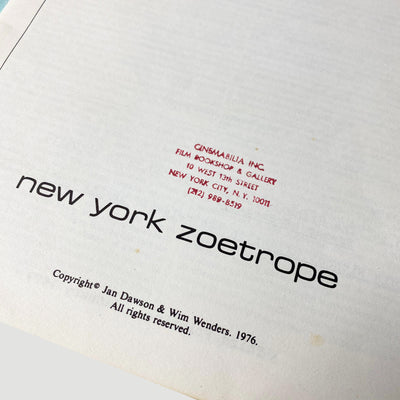 CINEMABILIA INC.
FILM BOOKSHOP & GALLERY
10 WEST 13th STREET
NEW YORK CITY, N.Y. 10011
(212) 989-8519
new york zoetrope
Copyright© Jan Dawson & Wim Wenders. 1976.
All rights reserved.